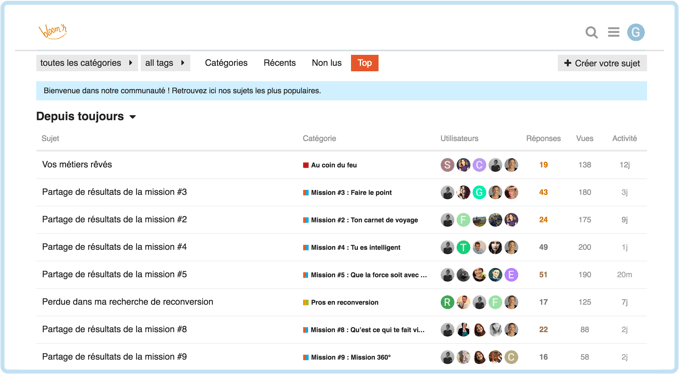 bloom'r
G
toutes les catégories all tags Catégories Récents Non lus Top + Créer votre sujet
Bienvenue dans notre communauté ! Retrouvez ici nos sujets les plus populaires.
Depuis toujours
Sujet Catégorie Utilisateurs Réponses Vues Activité
Vos métiers rêvés Au coin du feu S C 19 138 12j
Partage de résultats de la mission #3 Mission #3 : Faire le point G 43 180 3j
Partage de résultats de la mission #2 Mission #2 : Ton carnet de voyage F 24 175 9j
Partage de résultats de la mission #4 Mission #4 : Tu es intelligent T 49 200 1j
Partage de résultats de la mission #5 Mission #5 : Que la force soit avec ... E 51 190 20m
Perdue dans ma recherche de reconversion Pros en reconversion R F 17 125 7j
Partage de résultats de la mission #8 Mission #8 : Qu'est ce qui te fait vi... 22 88 2j
Partage de résultats de la mission #9 Mission #9 : Mission 360° C 16 58 2j